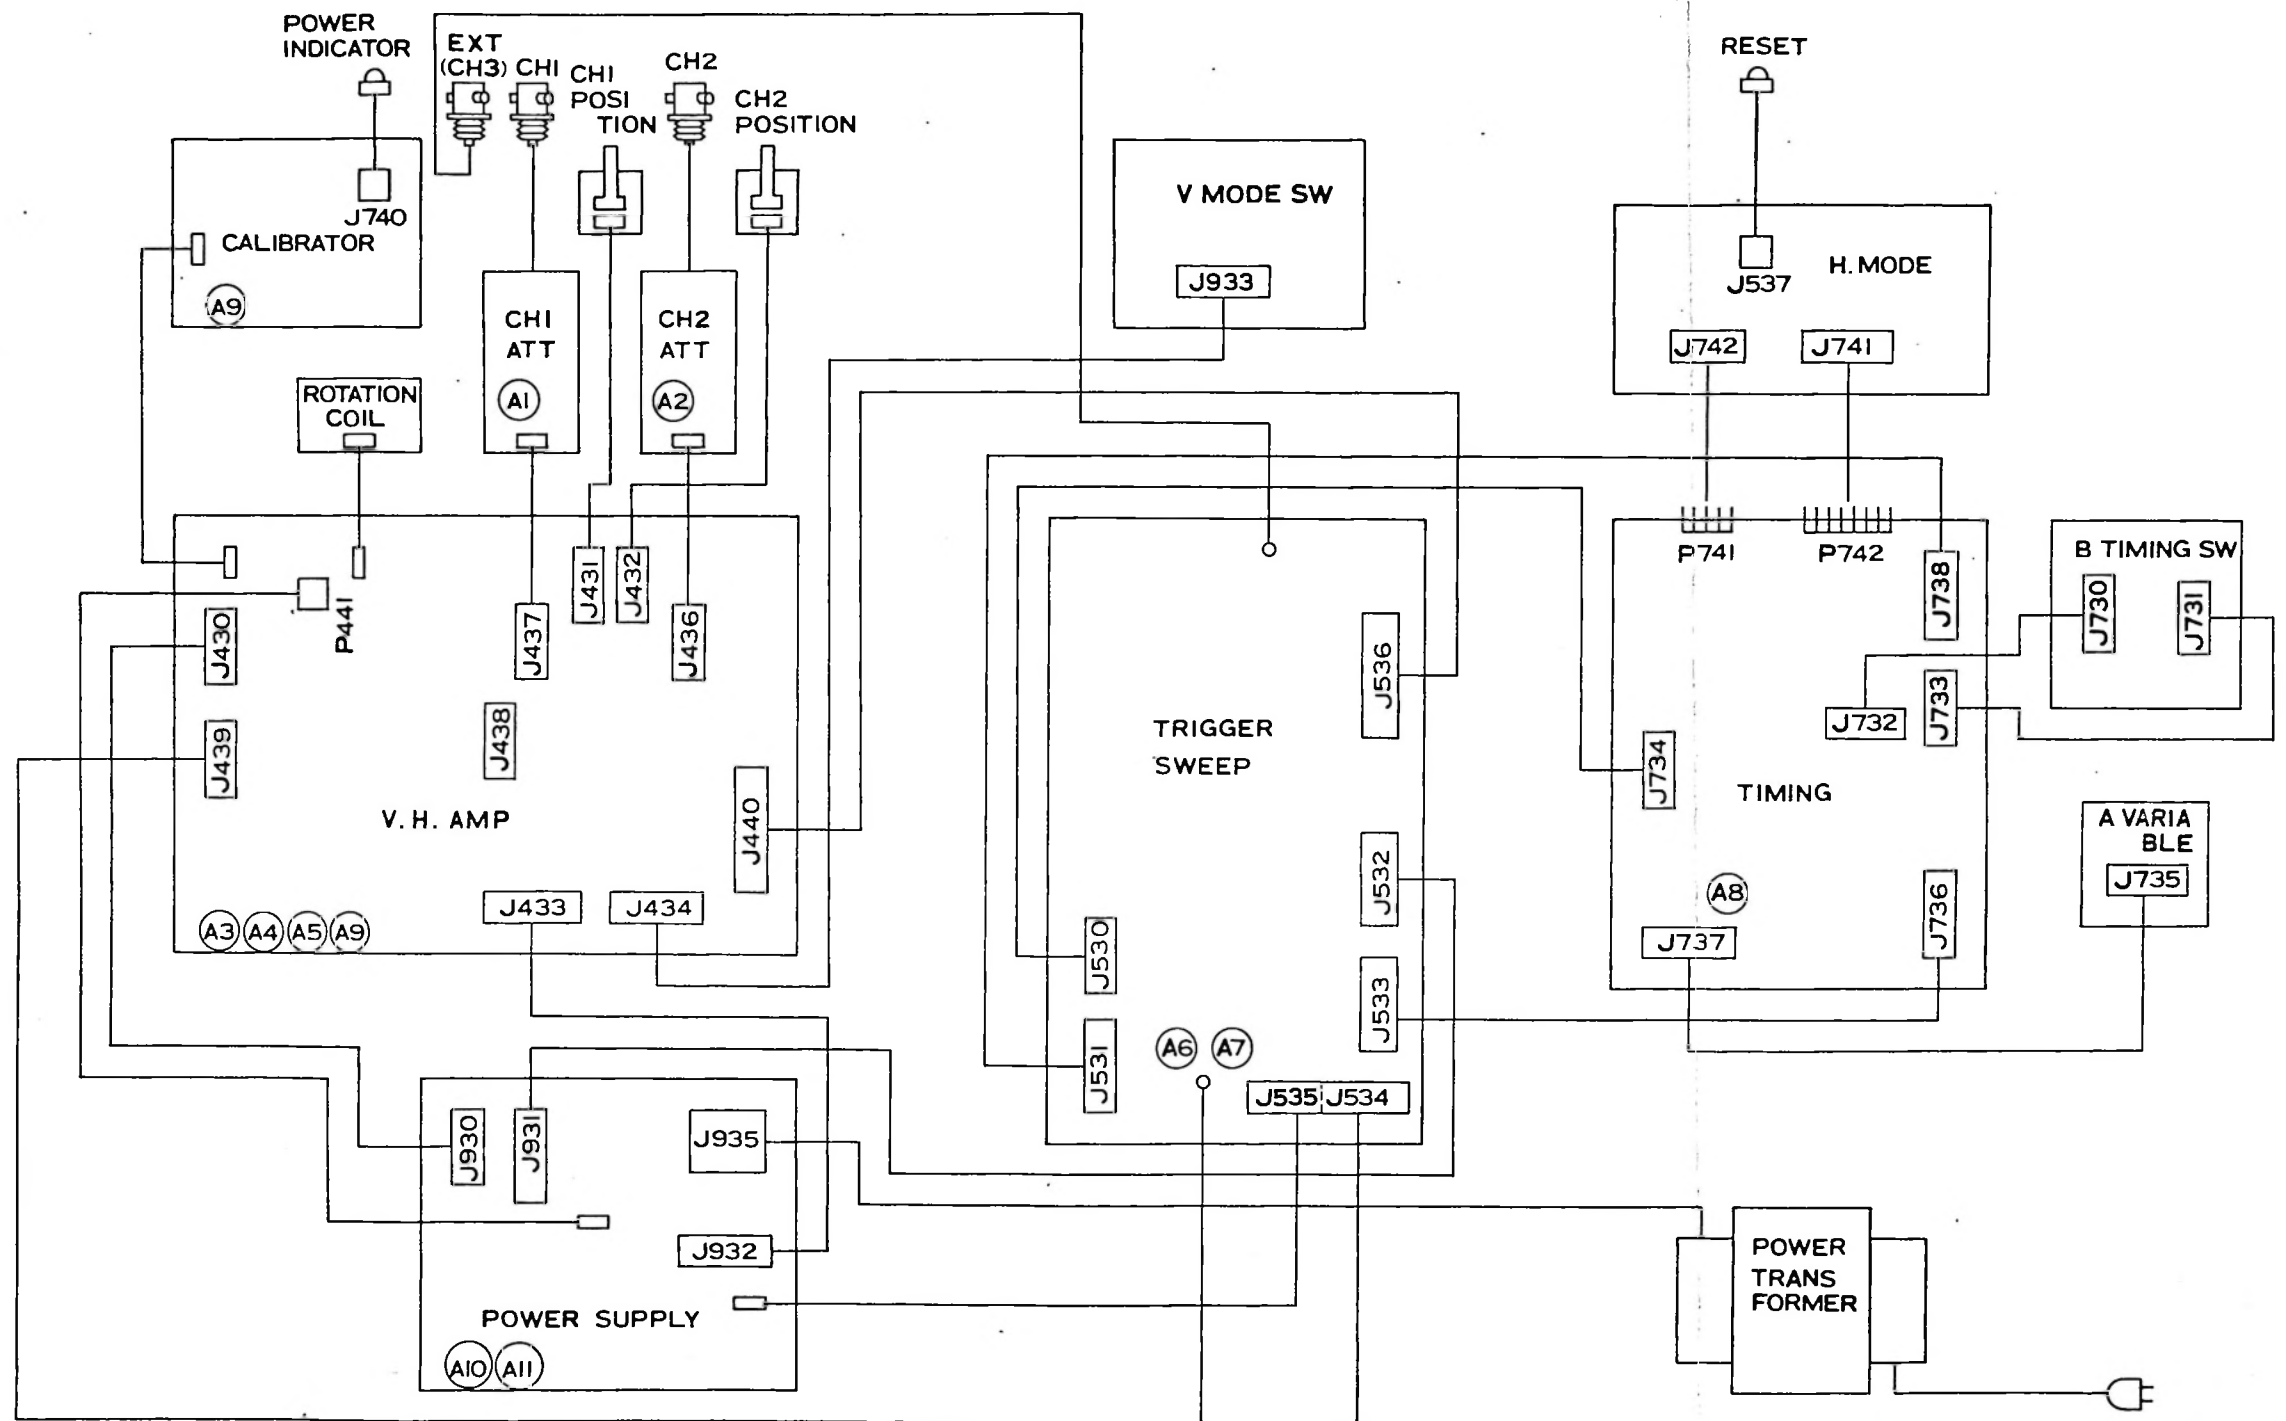 POWER
INDICATOR
EXT
(CH3)
CH1
CH1
POSI
TION
CH2
CH2
POSITION
RESET
J740
CALIBRATOR
A9
V MODE SW
J933
J537
H. MODE
J742
J741
CH1
ATT
A1
CH2
ATT
A2
ROTATION
COIL
P441
J430
J439
J437
J431
J432
J436
J438
J440
V. H. AMP
J433
J434
A3
A4
A5
A9
TRIGGER
SWEEP
J536
J532
J533
J530
J531
A6
A7
J535
J534
P741
P742
J738
J733
J732
J734
TIMING
A8
J737
J736
B TIMING SW
J730
J731
A VARIA
BLE
J735
J930
J931
J935
J932
POWER SUPPLY
A10
A11
POWER
TRANS
FORMER